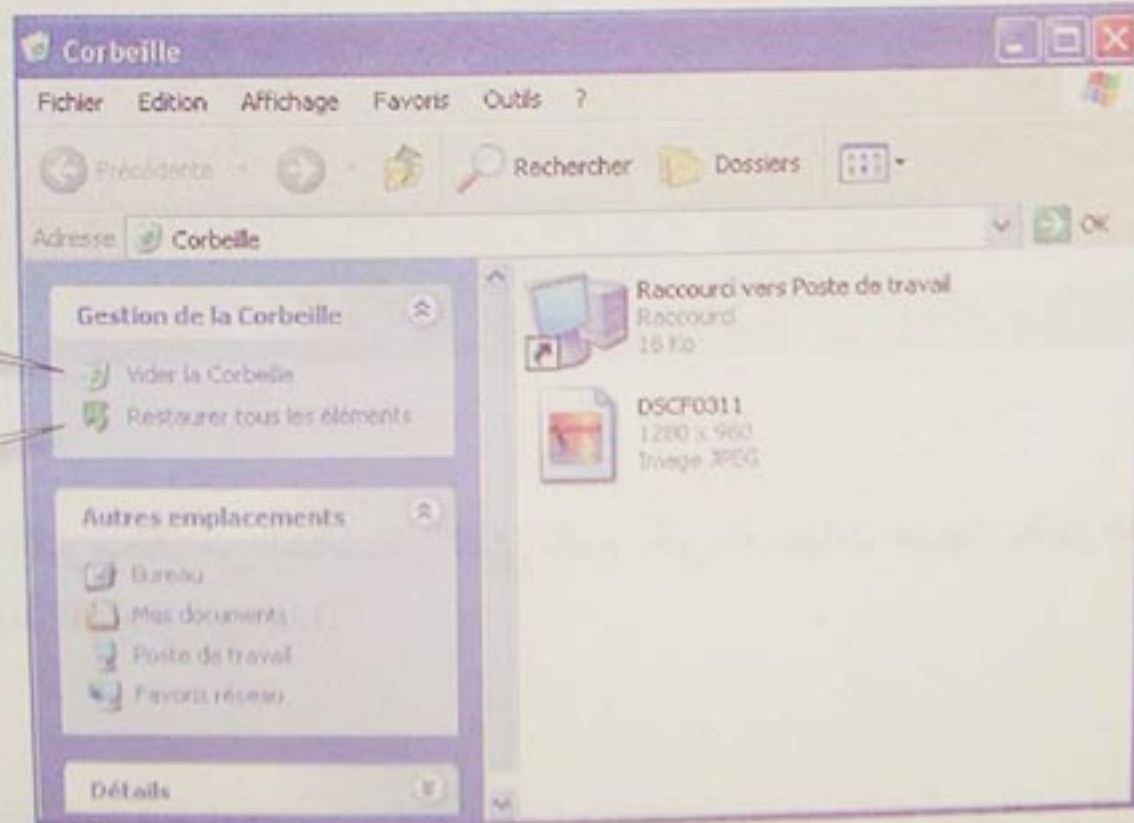 Corbeille
Fichier Edition Affichage Favoris Outils ?
Précédente Rechercher Dossiers
Adresse Corbeille OK
Gestion de la Corbeille
Vider la Corbeille
Restaurer tous les éléments
Autres emplacements
Bureau
Mes documents
Poste de travail
Favoris réseau
Détails
Raccourci vers Poste de travail
Raccourci
16 Ko
DSCF0311
1280 x 960
Image JPEG